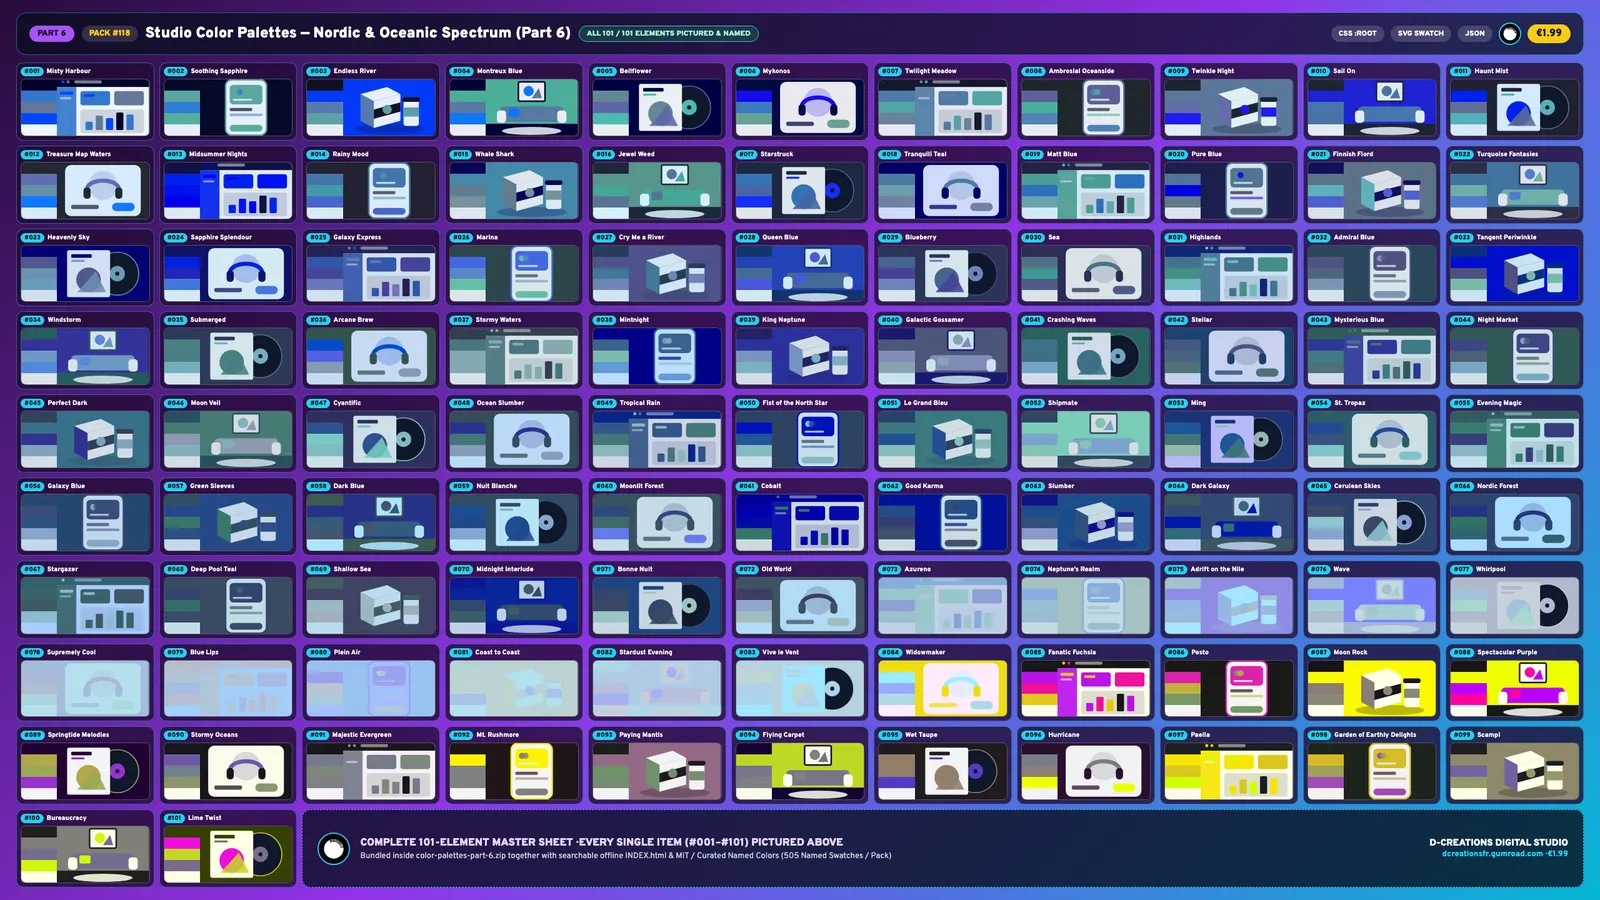 PART 6
PACK #118
Studio Color Palettes — Nordic & Oceanic Spectrum (Part 6)
ALL 101 / 101 ELEMENTS PICTURED & NAMED
CSS :ROOT
SVG SWATCH
JSON
€1.99
#001 Misty Harbour
#002 Soothing Sapphire
#003 Endless River
#004 Montreux Blue
#005 Bellflower
#006 Mykonos
#007 Twilight Meadow
#008 Ambrosial Oceanside
#009 Twinkle Night
#010 Sail On
#011 Haunt Mist
#012 Treasure Map Waters
#013 Midsummer Nights
#014 Rainy Mood
#015 Whale Shark
#016 Jewel Weed
#017 Starstruck
#018 Tranquili Teal
#019 Matt Blue
#020 Pure Blue
#021 Finnish Fiord
#022 Turquoise Fantasies
#023 Heavenly Sky
#024 Sapphire Splendour
#025 Galaxy Express
#026 Marina
#027 Cry Me a River
#028 Queen Blue
#029 Blueberry
#030 Sea
#031 Highlands
#032 Admiral Blue
#033 Tangent Periwinkle
#034 Windstorm
#035 Submerged
#036 Arcane Brew
#037 Stormy Waters
#038 Mintnight
#039 King Neptune
#040 Galactic Gossamer
#041 Crashing Waves
#042 Stellar
#043 Mysterious Blue
#044 Night Market
#045 Perfect Dark
#046 Moon Veil
#047 Cyantific
#048 Ocean Slumber
#049 Tropical Rain
#050 Fist of the North Star
#051 Le Grand Bleu
#052 Shipmate
#053 Ming
#054 St. Tropaz
#055 Evening Magic
#056 Galaxy Blue
#057 Green Sleeves
#058 Dark Blue
#059 Nuit Blanche
#060 Moonlit Forest
#061 Cobalt
#062 Good Karma
#063 Slumber
#064 Dark Galaxy
#065 Cerulean Skies
#066 Nordic Forest
#067 Stargazer
#068 Deep Pool Teal
#069 Shallow Sea
#070 Midnight Interlude
#071 Bonne Nuit
#072 Old World
#073 Azureno
#074 Neptune's Realm
#075 Adrift on the Nile
#076 Wave
#077 Whirlpool
#078 Supremely Cool
#079 Blue Lips
#080 Plein Air
#081 Coast to Coast
#082 Stardust Evening
#083 Vive le Vent
#084 Widowmaker
#085 Fanatic Fuchsia
#086 Pesto
#087 Moon Rock
#088 Spectacular Purple
#089 Springtide Melodies
#090 Stormy Oceans
#091 Majestic Evergreen
#092 Mt. Rushmore
#093 Paying Mantis
#094 Flying Carpet
#095 Wet Taupe
#096 Hurricane
#097 Paella
#098 Garden of Earthly Delights
#099 Scampi
#100 Bureaucracy
#101 Lime Twist
COMPLETE 101-ELEMENT MASTER SHEET · EVERY SINGLE ITEM (#001–#101) PICTURED ABOVE
Bundled inside color-palettes-part-6.zip together with searchable offline INDEX.html & MIT / Curated Named Colors (505 Named Swatches / Pack)
D-CREATIONS DIGITAL STUDIO
dcreationsfr.gumroad.com · €1.99